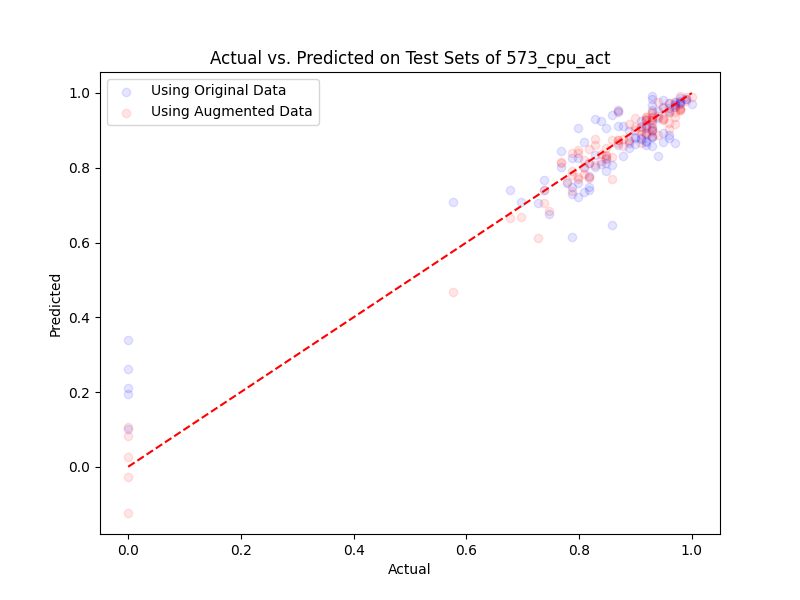 Actual vs. Predicted on Test Sets of 573_cpu_act
Using Original Data
Using Augmented Data
1.0
0.8
0.6
0.4
0.2
0.0
Predicted
0.0 0.2 0.4 0.6 0.8 1.0
Actual